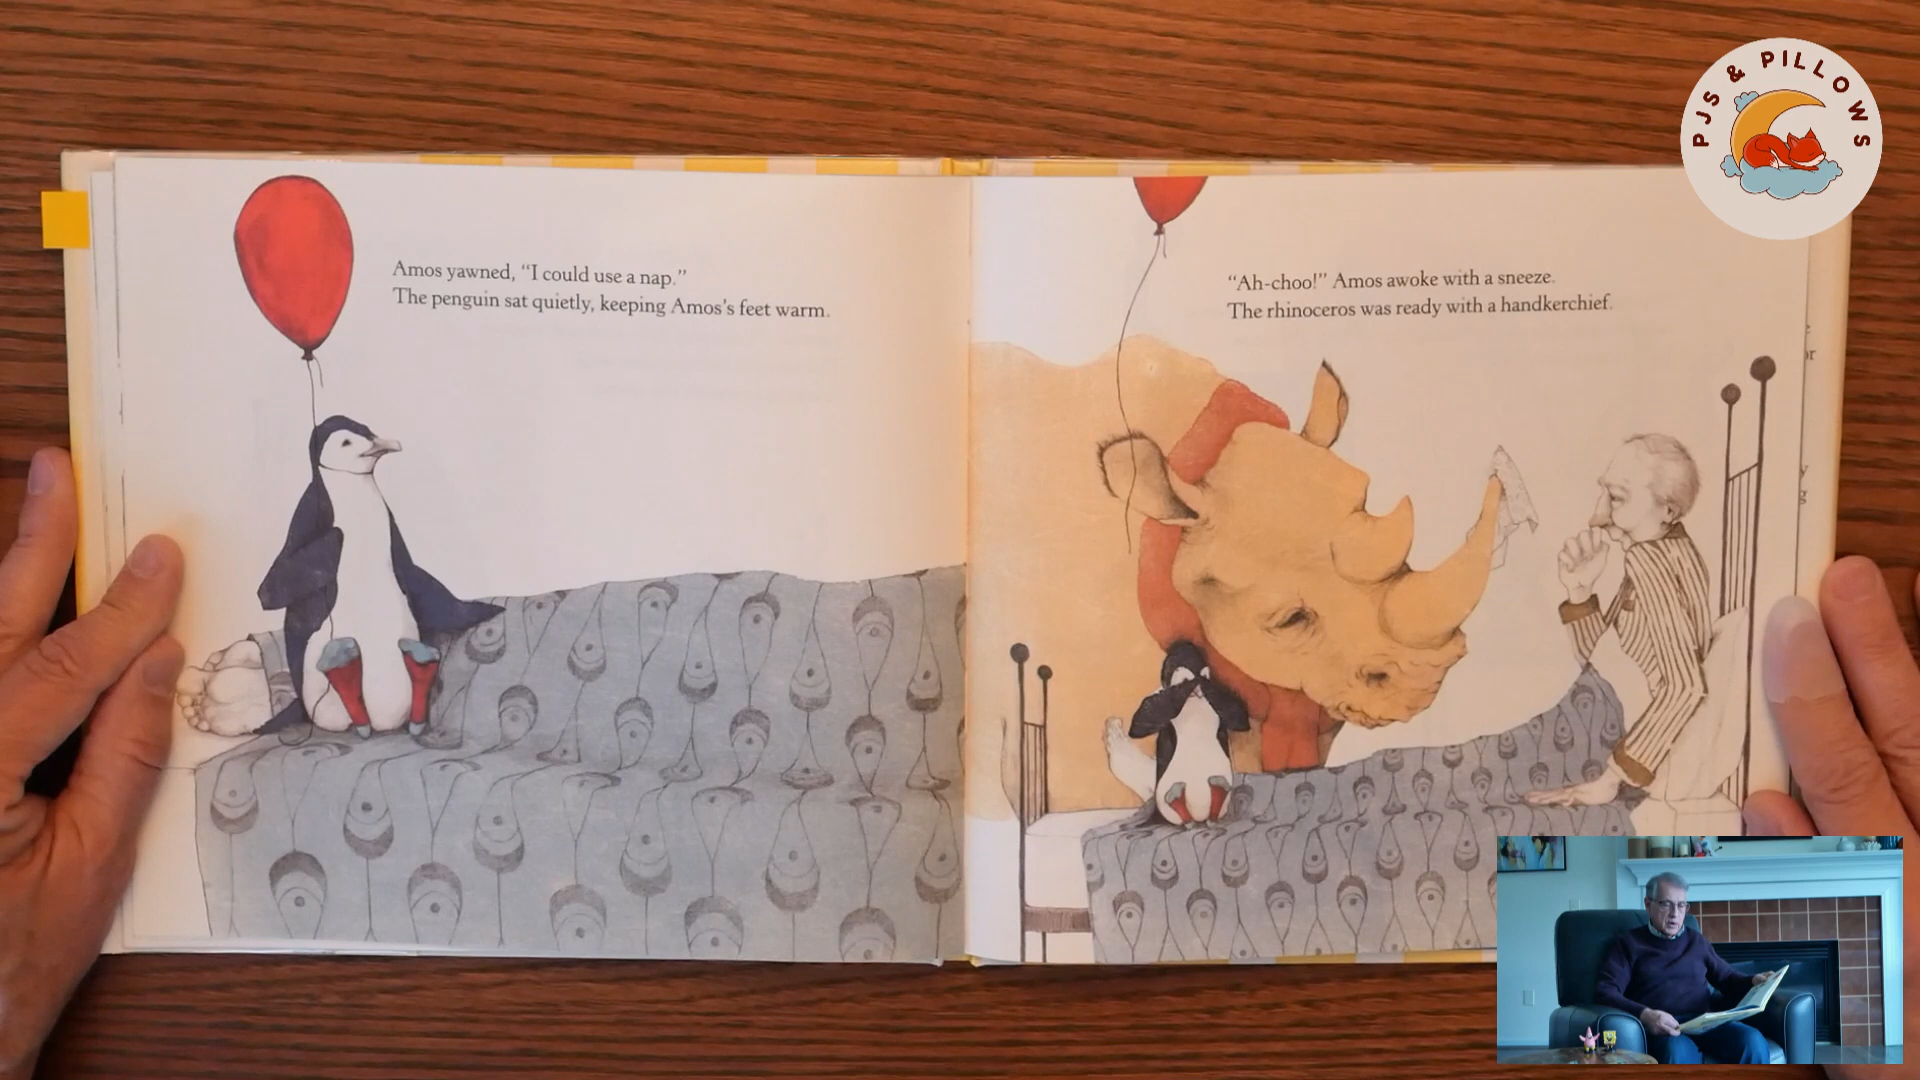 Amos yawned, “I could use a nap.”
The penguin sat quietly, keeping Amos’s feet warm.
“Ah-choo!” Amos awoke with a sneeze.
The rhinoceros was ready with a handkerchief.
PJS & PILLOWS